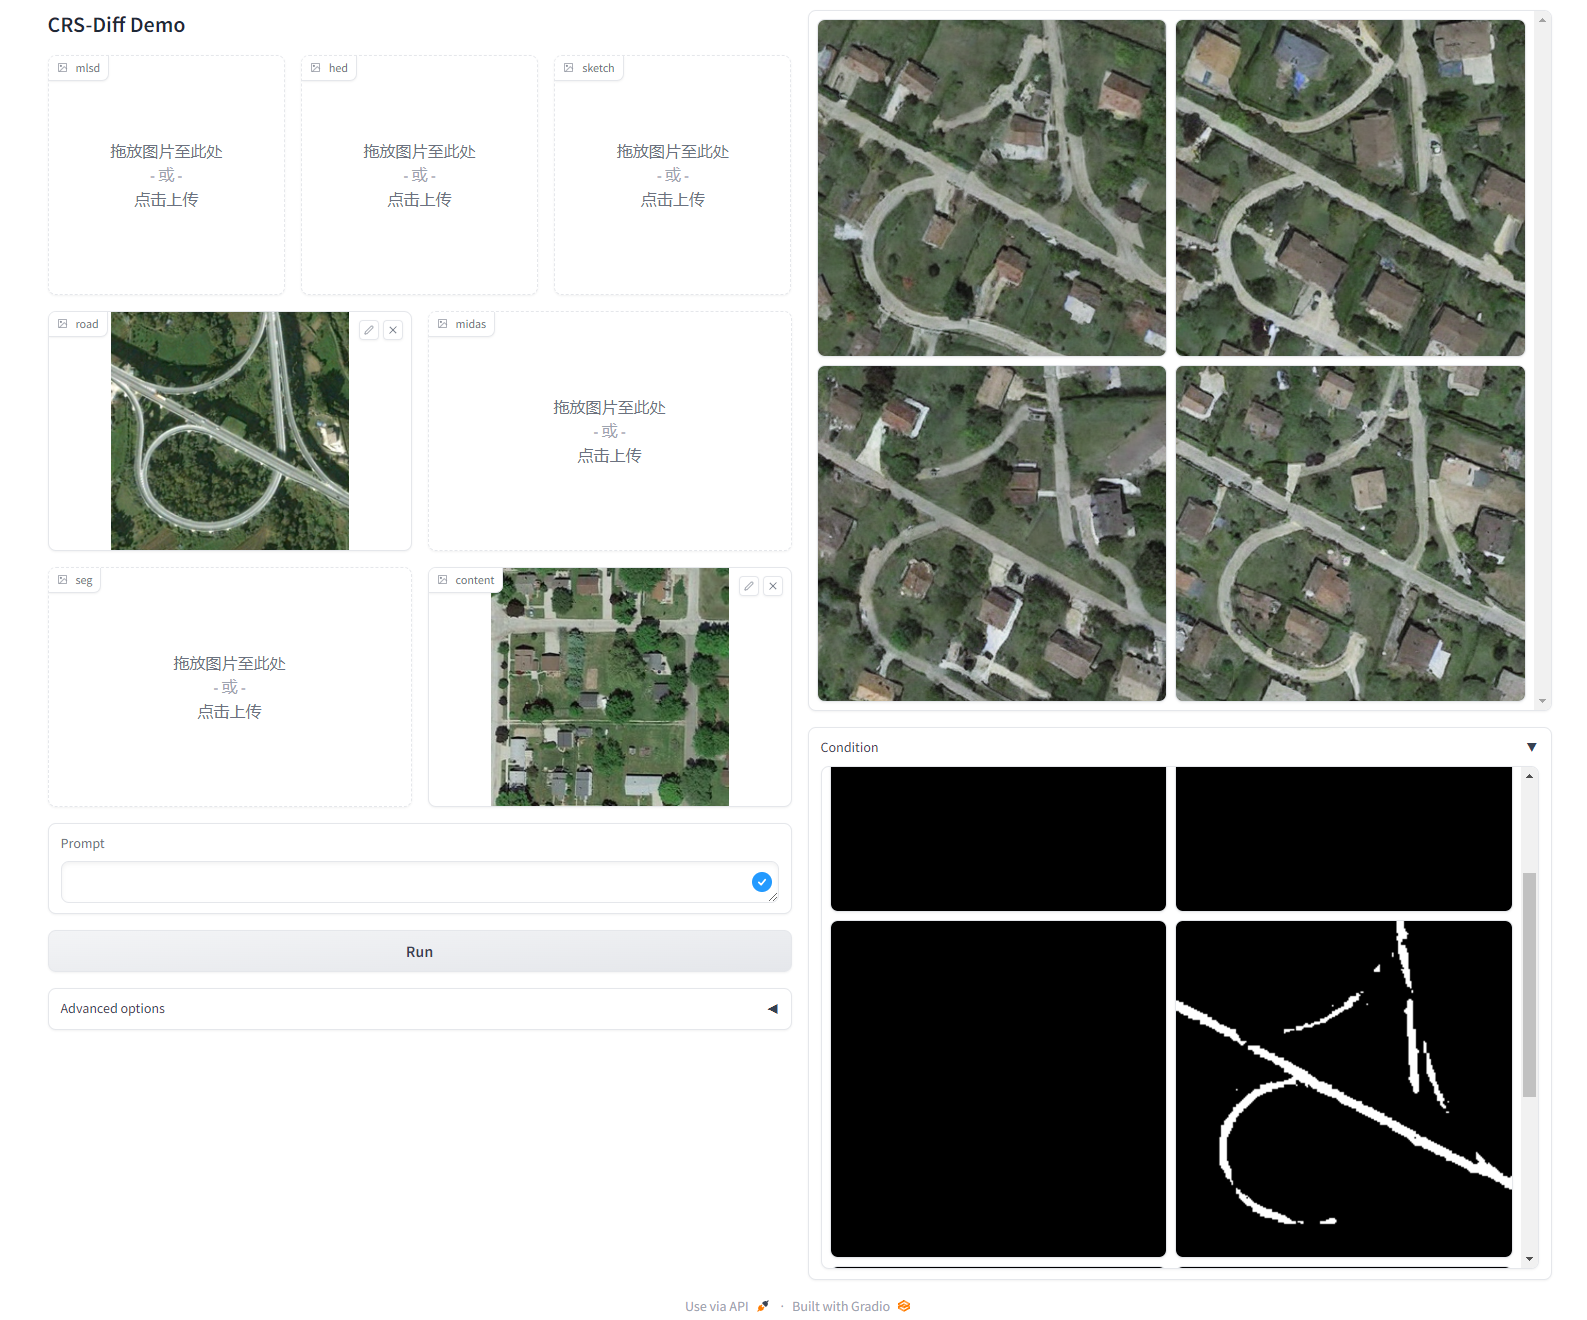 CRS-Diff Demo
mlsd
拖放图片至此处
- 或 -
点击上传
hed
拖放图片至此处
- 或 -
点击上传
sketch
拖放图片至此处
- 或 -
点击上传
road
midas
拖放图片至此处
- 或 -
点击上传
seg
拖放图片至此处
- 或 -
点击上传
content
Prompt
Run
Advanced options
Condition
Use via API · Built with Gradio